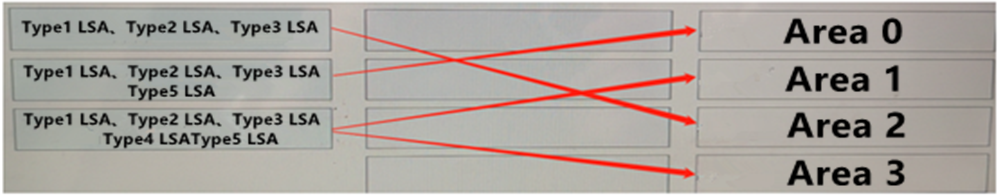 Type1 LSA、Type2 LSA、Type3 LSA
Type1 LSA、Type2 LSA、Type3 LSA
Type5 LSA
Type1 LSA、Type2 LSA、Type3 LSA
Type4 LSAType5 LSA
Area 0
Area 1
Area 2
Area 3